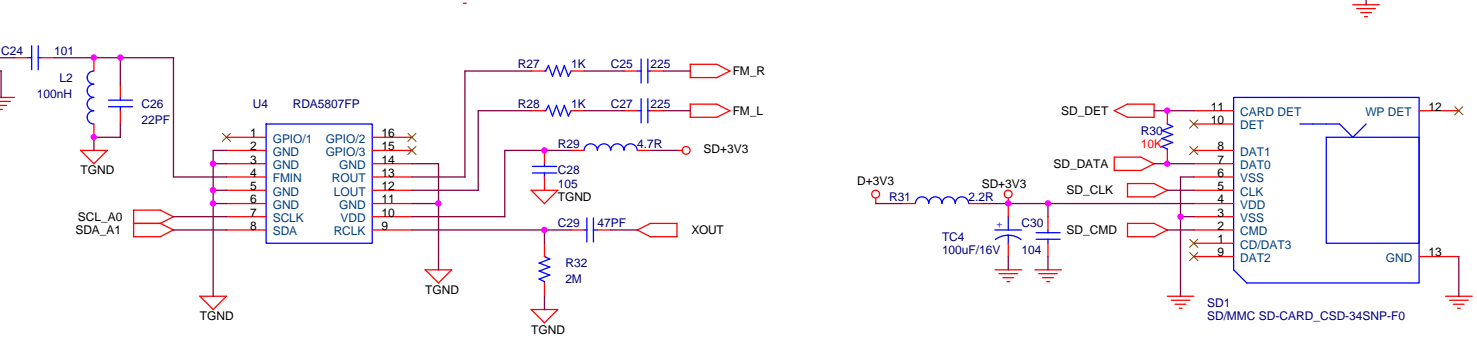 C24
101
L2
100nH
C26
22PF
TGND
U4
RDA5807FP
1
GPIO/1
2
GND
3
GND
4
FMIN
5
GND
6
GND
7
SCLK
8
SDA
SCL_A0
SDA_A1
GPIO/2
16
GPIO/3
15
GND
14
ROUT
13
LOUT
12
GND
11
VDD
10
RCLK
9
TGND
TGND
R27
1K
C25
225
FM_R
R28
1K
C27
225
FM_L
R29
4.7R
SD+3V3
C28
105
TGND
C29
47PF
XOUT
R32
2M
TGND
D+3V3
R31
2.2R
SD+3V3
+
TC4
100uF/16V
C30
104
SD_DET
R30
10K
SD_DATA
SD_CLK
SD_CMD
11
CARD DET
10
DET
8
DAT1
7
DAT0
6
VSS
5
CLK
4
VDD
3
VSS
2
CMD
1
CD/DAT3
9
DAT2
WP DET
12
GND
13
SD1
SD/MMC SD-CARD_CSD-34SNP-F0